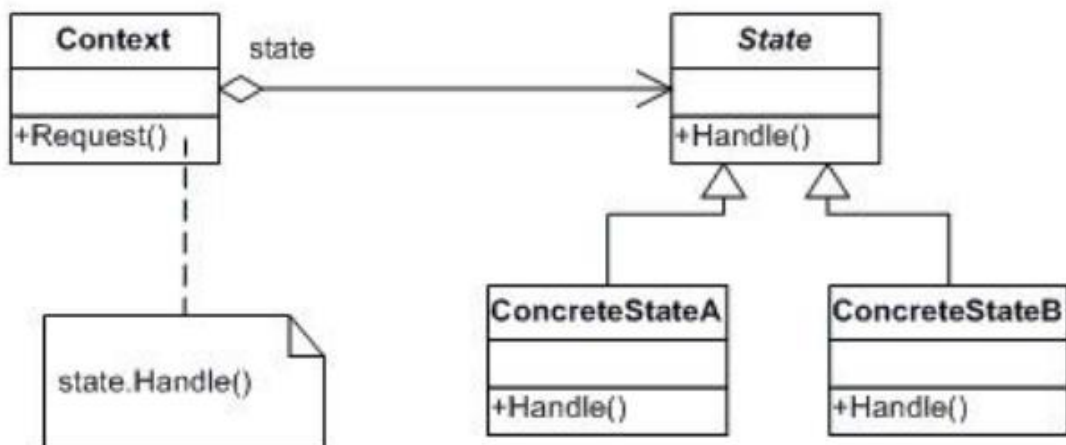 Context
state
State
+Request()
+Handle()
ConcreteStateA
ConcreteStateB
state.Handle()
+Handle()
+Handle()